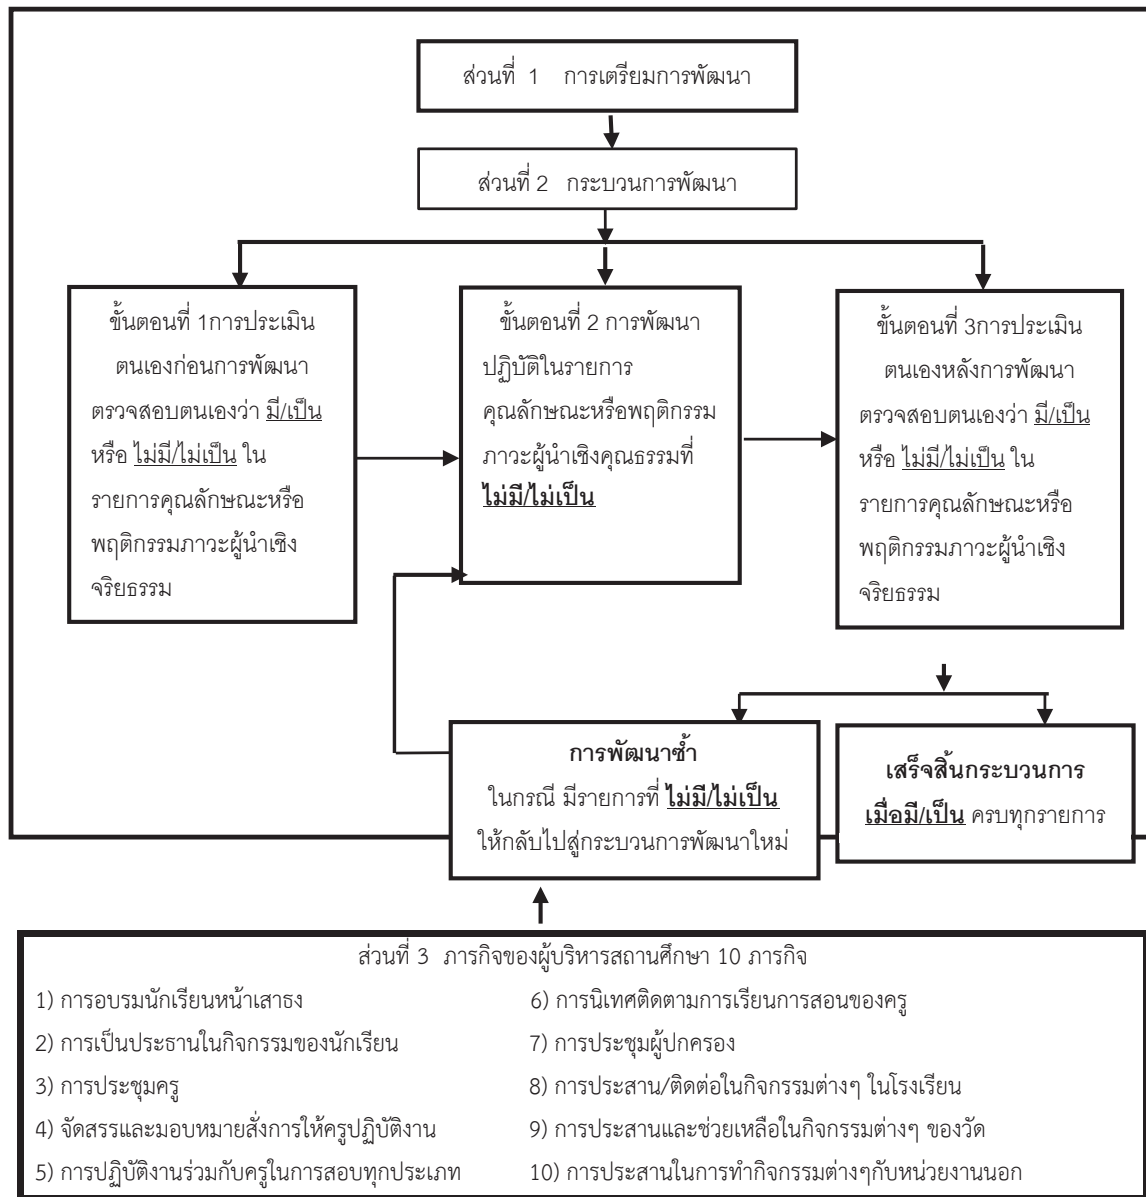 ส่วนที่ 1 การเตรียมการพัฒนา
ส่วนที่ 2 กระบวนการพัฒนา
ขั้นตอนที่ 1การประเมิน
ตนเองก่อนการพัฒนา
ตรวจสอบตนเองว่า มี/เป็น
หรือ ไม่มี/ไม่เป็น ใน
รายการคุณลักษณะหรือ
พฤติกรรมภาวะผู้นำเชิง
จริยธรรม
ขั้นตอนที่ 2 การพัฒนา
ปฏิบัติในรายการ
คุณลักษณะหรือพฤติกรรม
ภาวะผู้นำเชิงคุณธรรมที่
ไม่มี/ไม่เป็น
ขั้นตอนที่ 3การประเมิน
ตนเองหลังการพัฒนา
ตรวจสอบตนเองว่า มี/เป็น
หรือ ไม่มี/ไม่เป็น ใน
รายการคุณลักษณะหรือ
พฤติกรรมภาวะผู้นำเชิง
จริยธรรม
การพัฒนาซ้ำ
ในกรณี มีรายการที่ ไม่มี/ไม่เป็น
ให้กลับไปสู่กระบวนการพัฒนาใหม่
เสร็จสิ้นกระบวนการ
เมื่อมี/เป็น ครบทุกรายการ
ส่วนที่ 3 ภารกิจของผู้บริหารสถานศึกษา 10 ภารกิจ
1) การอบรมนักเรียนหน้าเสาธง
2) การเป็นประธานในกิจกรรมของนักเรียน
3) การประชุมครู
4) จัดสรรและมอบหมายสั่งการให้ครูปฏิบัติงาน
5) การปฏิบัติงานร่วมกับครูในการสอบทุกประเภท
6) การนิเทศติดตามการเรียนการสอนของครู
7) การประชุมผู้ปกครอง
8) การประสาน/ติดต่อในกิจกรรมต่างๆ ในโรงเรียน
9) การประสานและช่วยเหลือในกิจกรรมต่างๆ ของวัด
10) การประสานในการทำกิจกรรมต่างๆกับหน่วยงานนอก